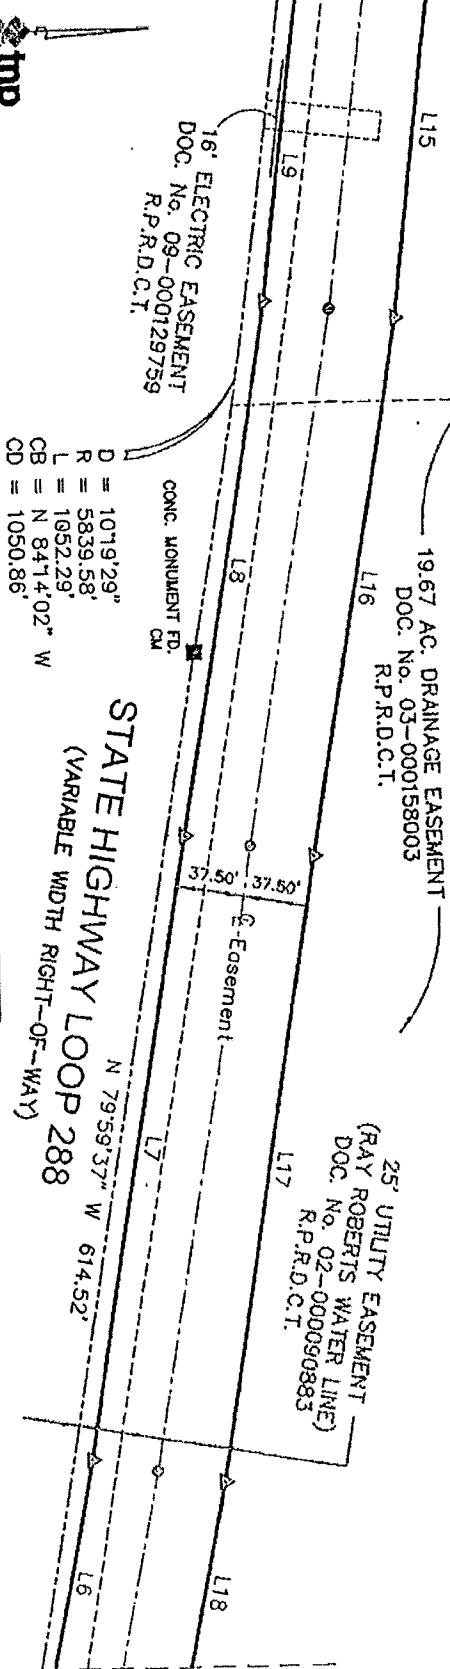 tnp
L15
L9
16' ELECTRIC EASEMENT
DOC. No. 09-000129759
R.P.R.D.C.T.
19.67 AC. DRAINAGE EASEMENT
DOC. No. 03-000158003
R.P.R.D.C.T.
L16
L8
CONC. MONUMENT FD.
CM
D = 10°19'29"
R = 5839.58'
L = 1052.29'
CB = N 84°14'02" W
CD = 1050.86'
STATE HIGHWAY LOOP 288
(VARIABLE WIDTH RIGHT-OF-WAY)
37.50' 37.50'
℄-Easement
N 79°59'37" W 614.52'
L7
L17
25' UTILITY EASEMENT
(RAY ROBERTS WATER LINE)
DOC. No. 02-000090883
R.P.R.D.C.T.
L6
L18